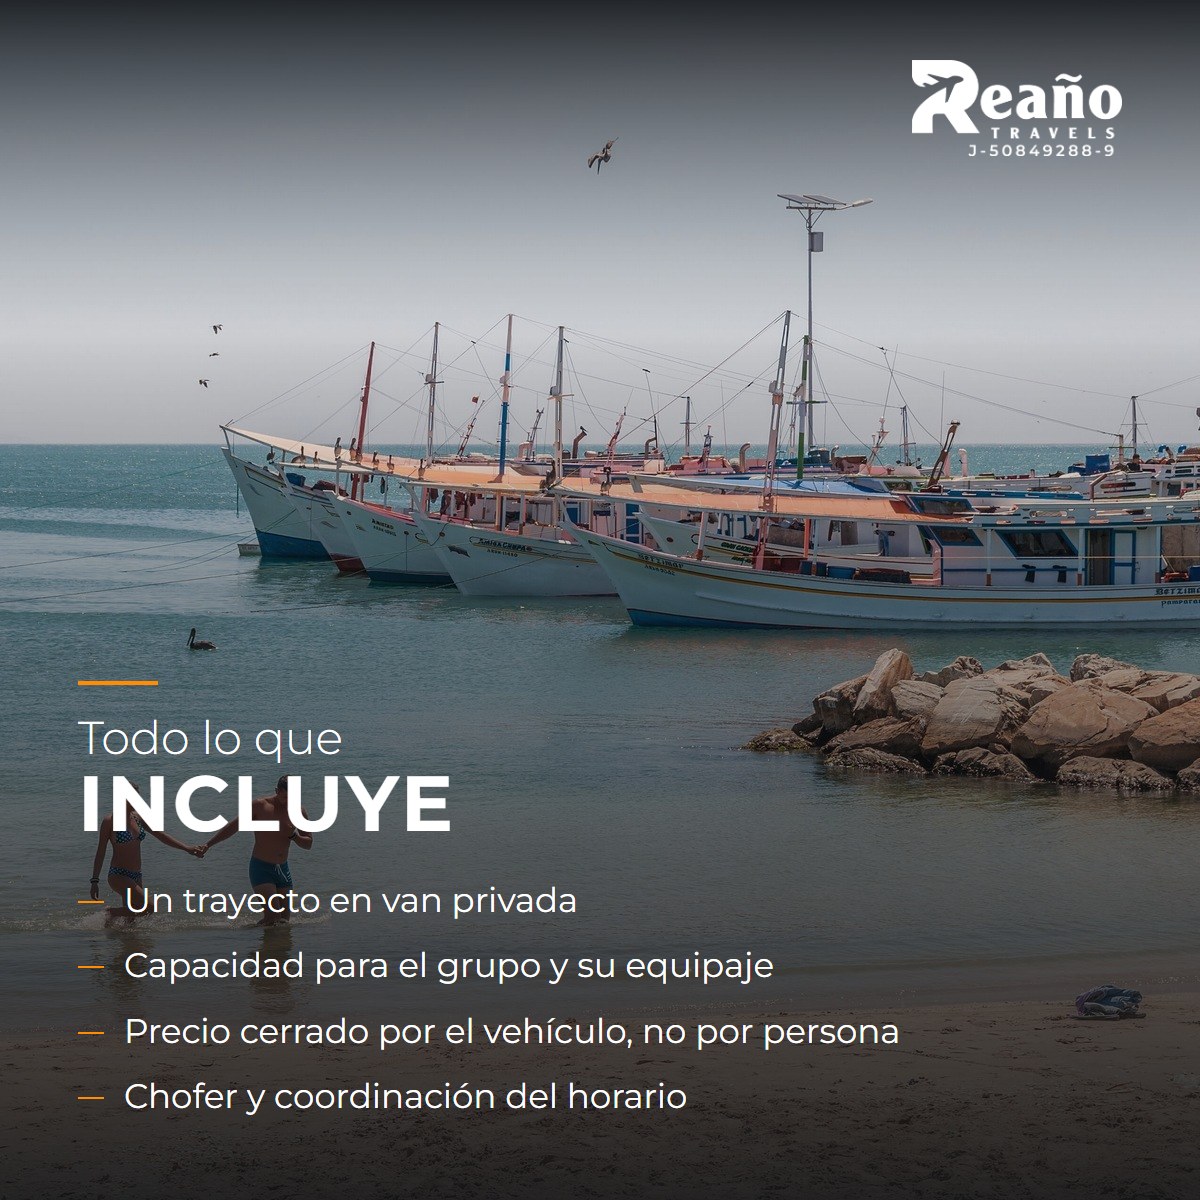 Reaño
TRAVELS
J-50849288-9
Todo lo que
INCLUYE
Un trayecto en van privada
Capacidad para el grupo y su equipaje
Precio cerrado por el vehículo, no por persona
Chofer y coordinación del horario